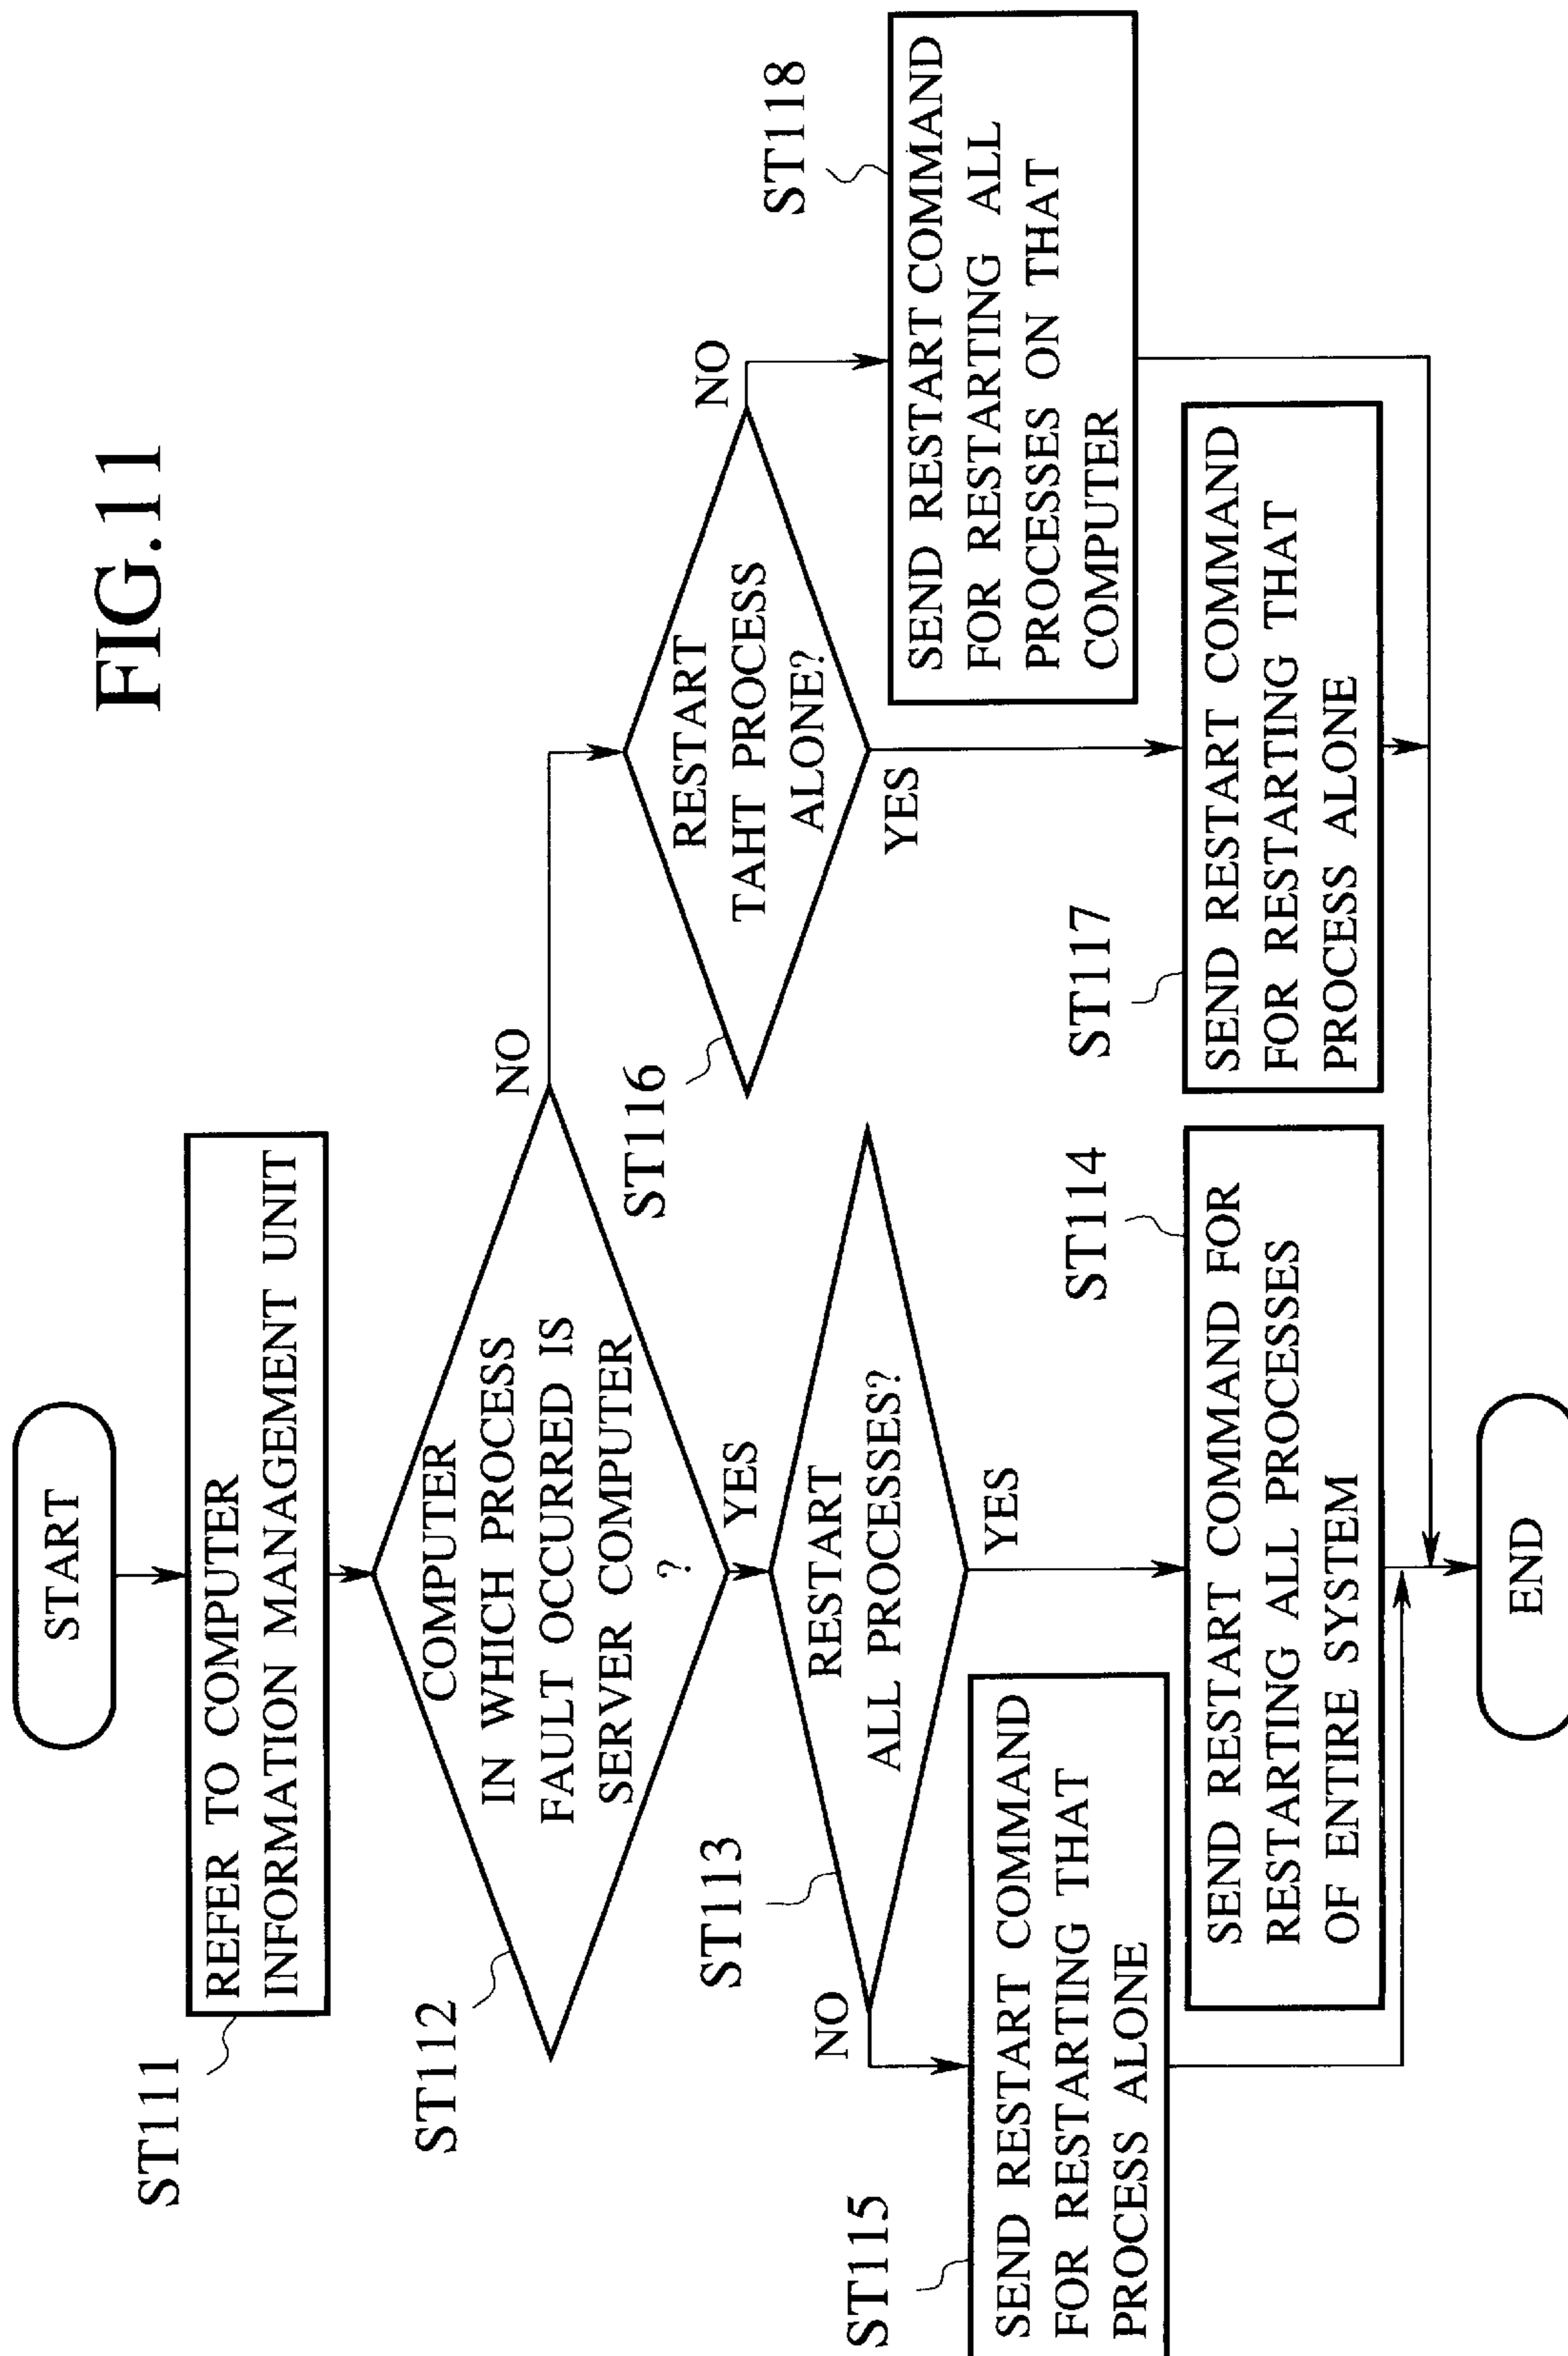 FIG.11
START
ST111
REFER TO COMPUTER
INFORMATION MANAGEMENT UNIT
ST112
COMPUTER
IN WHICH PROCESS
FAULT OCCURRED IS
SERVER COMPUTER
?
NO
YES
ST113
RESTART
ALL PROCESSES?
NO
YES
ST115
SEND RESTART COMMAND
FOR RESTARTING THAT
PROCESS ALONE
ST114
SEND RESTART COMMAND FOR
RESTARTING ALL PROCESSES
OF ENTIRE SYSTEM
ST116
RESTART
TAHT PROCESS
ALONE?
NO
YES
ST117
SEND RESTART COMMAND
FOR RESTARTING THAT
PROCESS ALONE
ST118
SEND RESTART COMMAND
FOR RESTARTING ALL
PROCESSES ON THAT
COMPUTER
END